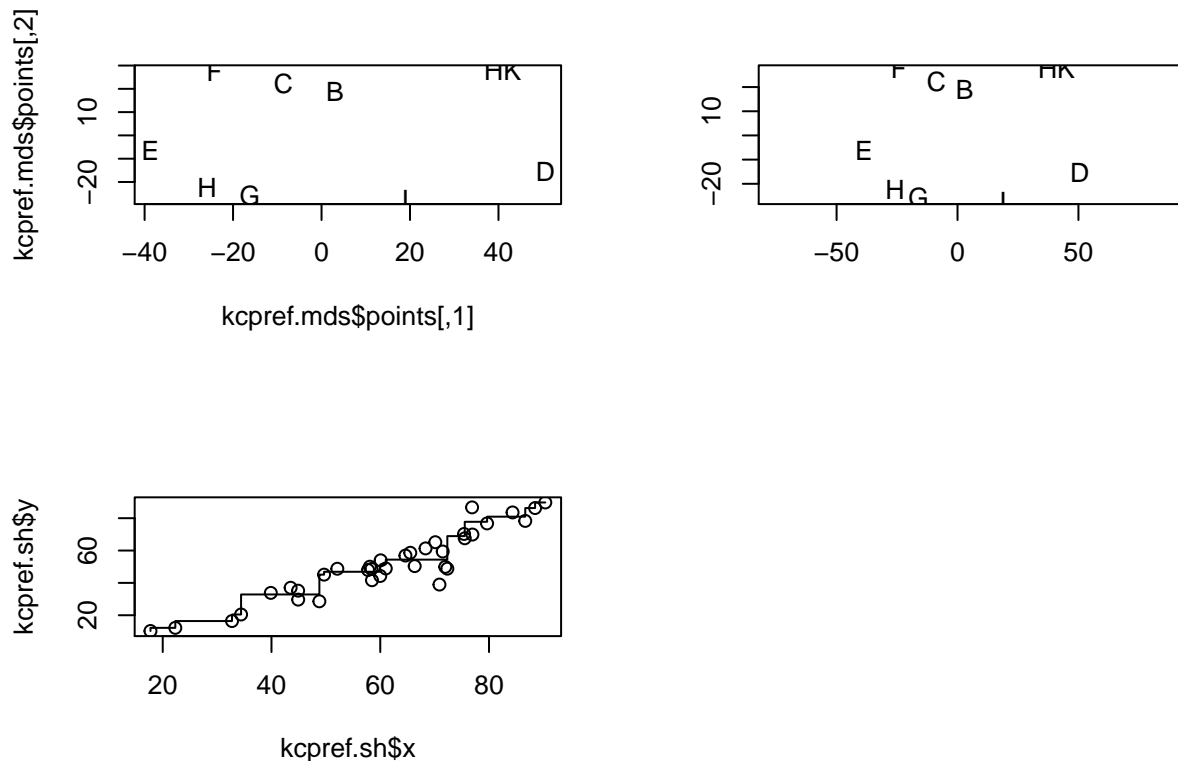 kcpref.mds$points[,2]
10
−20
F
C
B
HK
E
H
G
I
D
−40
−20
0
20
40
kcpref.mds$points[,1]
10
−20
F
C
B
HK
E
H
G
I
D
−50
0
50
kcpref.sh$y
60
20
20
40
60
80
kcpref.sh$x